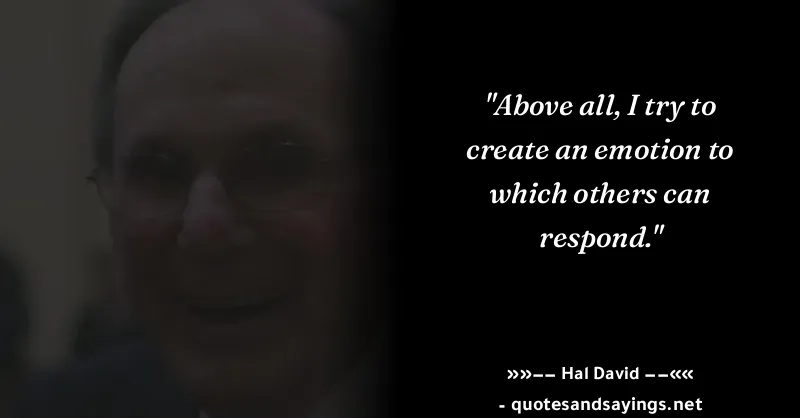 "Above all, I try to
create an emotion to
which others can
respond."
»»−− Hal David −−««
- quotesandsayings.net